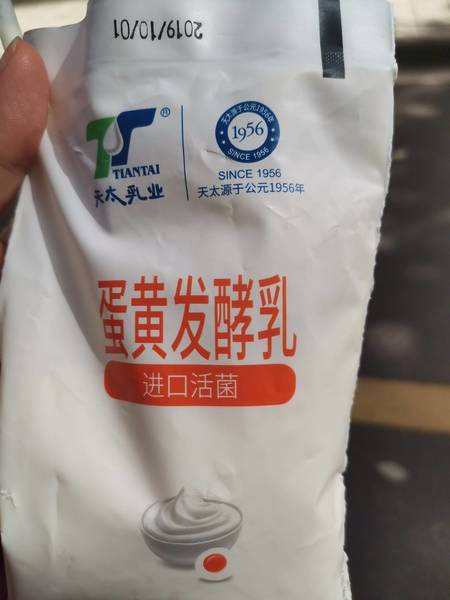 2019/10/01
天太源于公元1956年
1956
SINCE 1956
®
TIANTAI
天太乳业
SINCE 1956
天太源于公元1956年
蛋黄发酵乳
进口活菌